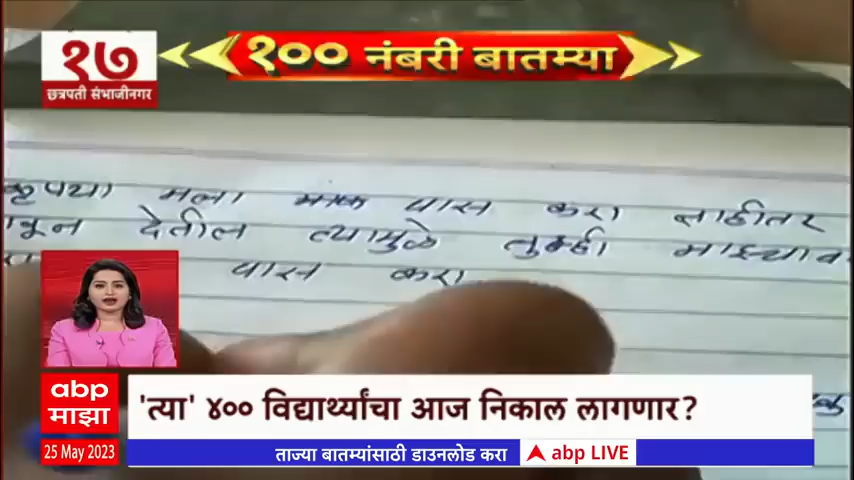 १७
छत्रपती संभाजीनगर
१०० नंबरी बातम्या
कृपया मला माफ पास करा नाहीतर
देतील त्यामुळे तुम्ही माझ्याव
पास करा
abp
माझा
25 May 2023
'त्या' ४०० विद्यार्थ्यांचा आज निकाल लागणार?
ताज्या बातम्यांसाठी डाउनलोड करा abp LIVE